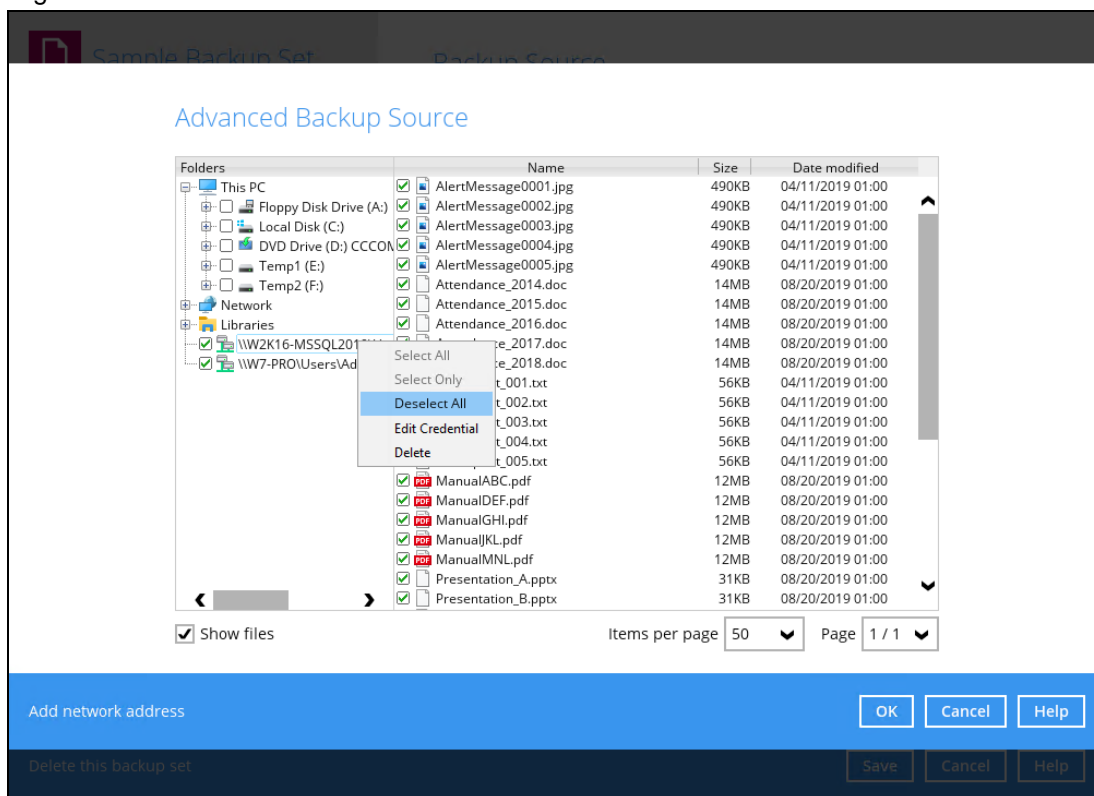 Sample Backup Set
Backup Source
Advanced Backup Source
Folders Name Size Date modified
This PC
Floppy Disk Drive (A:)
Local Disk (C:)
DVD Drive (D:)
Temp1 (E:)
Temp2 (F:)
Network
Libraries
\\W7-PRO\Users\Ad
AlertMessage0001.jpg 490KB 04/11/2019 01:00
AlertMessage0002.jpg 490KB 04/11/2019 01:00
AlertMessage0003.jpg 490KB 04/11/2019 01:00
AlertMessage0004.jpg 490KB 04/11/2019 01:00
AlertMessage0005.jpg 490KB 04/11/2019 01:00
Attendance_2014.doc 14MB 08/20/2019 01:00
Attendance_2015.doc 14MB 08/20/2019 01:00
Attendance_2016.doc 14MB 08/20/2019 01:00
e_2017.doc 14MB 08/20/2019 01:00
e_2018.doc 14MB 08/20/2019 01:00
t_001.txt 56KB 04/11/2019 01:00
t_002.txt 56KB 04/11/2019 01:00
t_003.txt 56KB 04/11/2019 01:00
t_004.txt 56KB 04/11/2019 01:00
t_005.txt 56KB 04/11/2019 01:00
ManualABC.pdf 12MB 08/20/2019 01:00
ManualDEF.pdf 12MB 08/20/2019 01:00
ManualGHI.pdf 12MB 08/20/2019 01:00
ManualJKL.pdf 12MB 08/20/2019 01:00
ManualMNL.pdf 12MB 08/20/2019 01:00
Presentation_A.pptx 31KB 08/20/2019 01:00
Presentation_B.pptx 31KB 08/20/2019 01:00
Select All
Select Only
Deselect All
Edit Credential
Delete
Show files Items per page 50 Page 1 / 1
Add network address OK Cancel Help
Delete this backup set Save Cancel Help